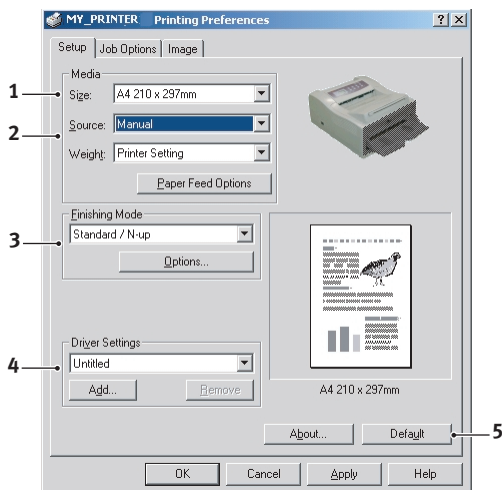 MY_PRINTER Printing Preferences
Setup Job Options Image
Media
1 Size: A4 210 x 297mm
2 Source: Manual
Weight: Printer Setting
Paper Feed Options
Finishing Mode
3 Standard / N-up
Options...
Driver Settings
4 Untitled
Add... Remove
A4 210 x 297mm
About... Default 5
OK Cancel Apply Help